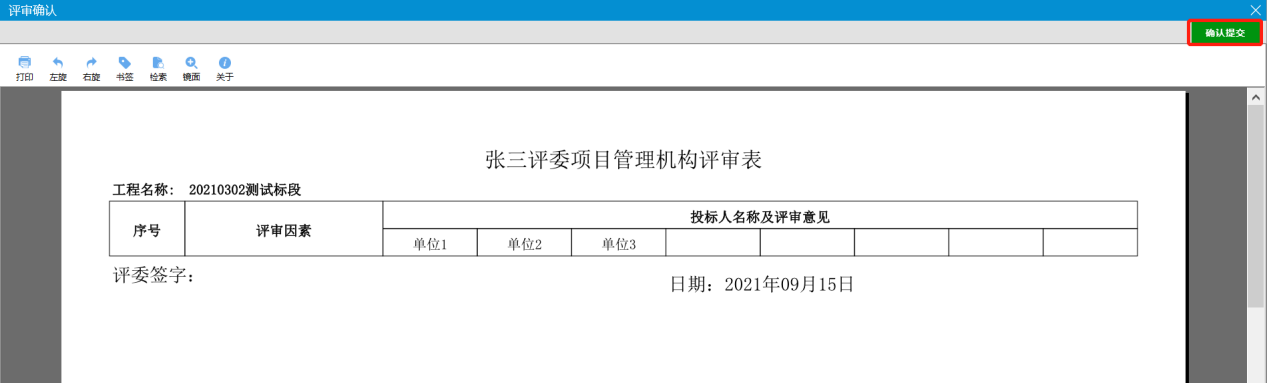 评审确认
确认提交
打印 左旋 右旋 书签 检索 镜面 关于
张三评委项目管理机构评审表
工程名称： 20210302测试标段
序号 评审因素 投标人名称及评审意见
单位1 单位2 单位3
评委签字：
日期：2021年09月15日